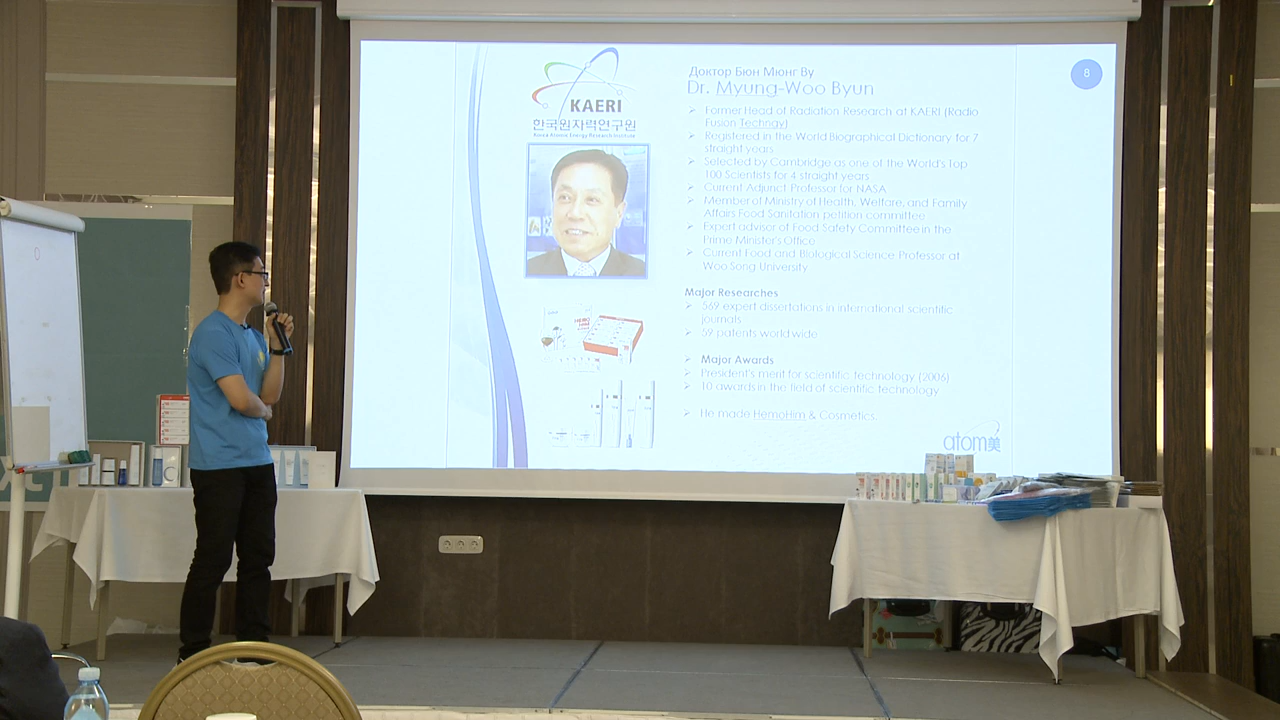 8
KAERI
한국원자력연구원
Korea Atomic Energy Research Institute
Доктор Бюн Мюнг Ву
Dr. Myung-Woo Byun
Former Head of Radiation Research at KAERI (Radio
Fusion Techngy)
Registered in the World Biographical Dictionary for 7
straight years
Selected by Cambridge as one of the World's Top
100 Scientists for 4 straight years
Current Adjunct Professor for NASA
Member of Ministry of Health, Welfare, and Family
Affairs Food Sanitation petition committee
Expert advisor of Food Safety Committee in the
Prime Minister's Office
Current Food and Biological Science Professor at
Woo Song University
Major Researches
569 expert dissertations in international scientific
journals
59 patents world wide
Major Awards
President's merit for scientific technology (2006)
10 awards in the field of scientific technology
He made HemoHim & Cosmetics.
atom美